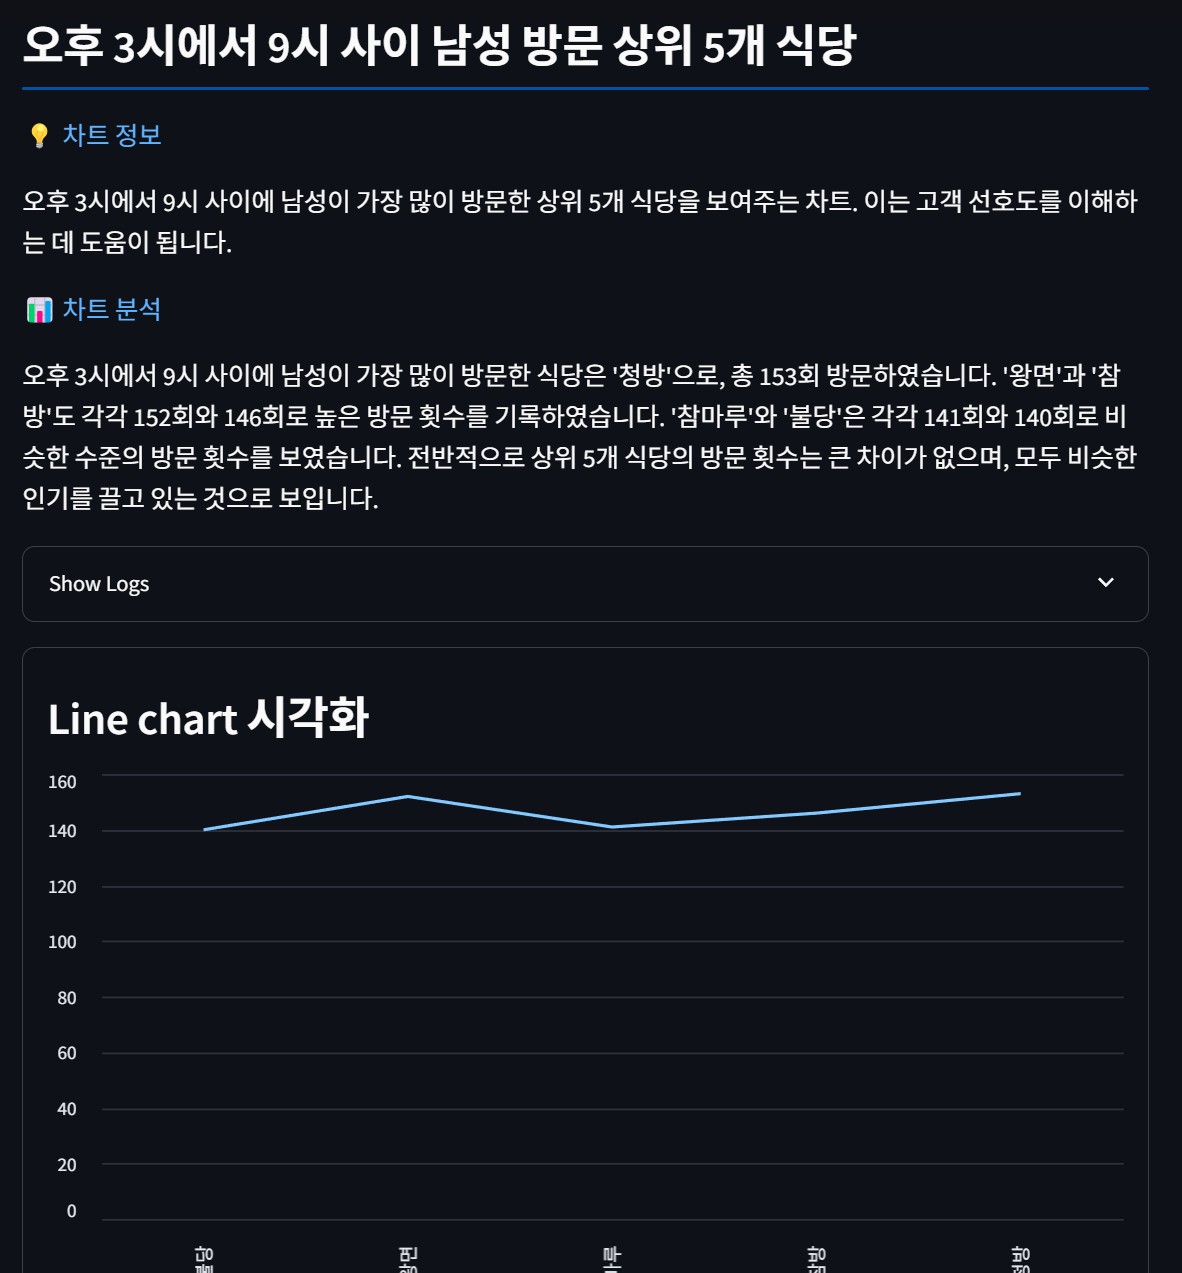 오후 3시에서 9시 사이 남성 방문 상위 5개 식당
💡 차트 정보
오후 3시에서 9시 사이에 남성이 가장 많이 방문한 상위 5개 식당을 보여주는 차트. 이는 고객 선호도를 이해하
는 데 도움이 됩니다.
📊 차트 분석
오후 3시에서 9시 사이에 남성이 가장 많이 방문한 식당은 '청방'으로, 총 153회 방문하였습니다. '왕면'과 '참
방'도 각각 152회와 146회로 높은 방문 횟수를 기록하였습니다. '참마루'와 '불당'은 각각 141회와 140회로 비
슷한 수준의 방문 횟수를 보였습니다. 전반적으로 상위 5개 식당의 방문 횟수는 큰 차이가 없으며, 모두 비슷한
인기를 끌고 있는 것으로 보입니다.
Show Logs
Line chart 시각화
160
140
120
100
80
60
40
20
0